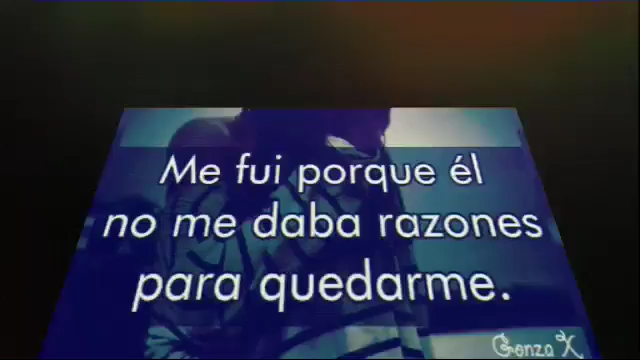 Me fui porque él
no me daba razones
para quedarme.
Gonza X